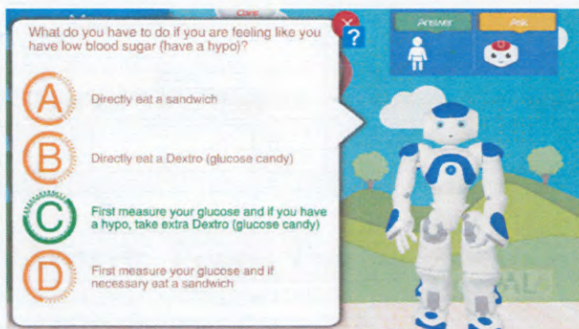 What do you have to do if you are feeling like you
have low blood sugar (have a hypo)?
?
Answer
Ask
A
Directly eat a sandwich
B
Directly eat a Dextro (glucose candy)
C
First measure your glucose and if you have
a hypo, take extra Dextro (glucose candy)
D
First measure your glucose and if
necessary eat a sandwich